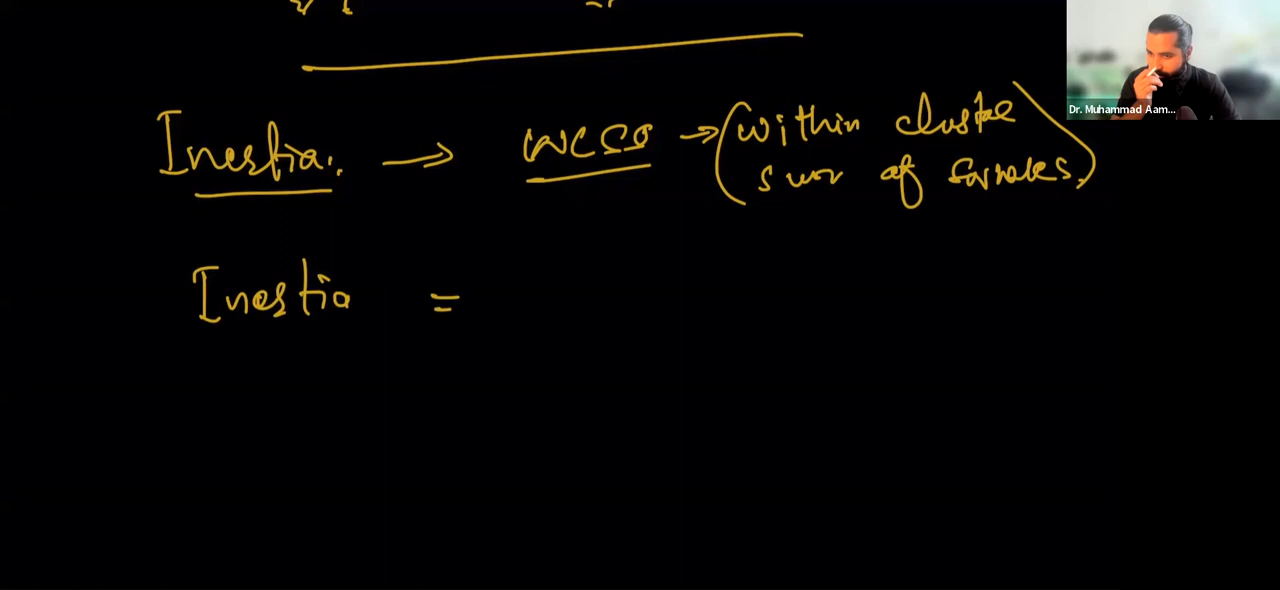 Inertia. → WCSS → (within cluster
sum of squares.)
Inertia =
Dr. Muhammad Aam...